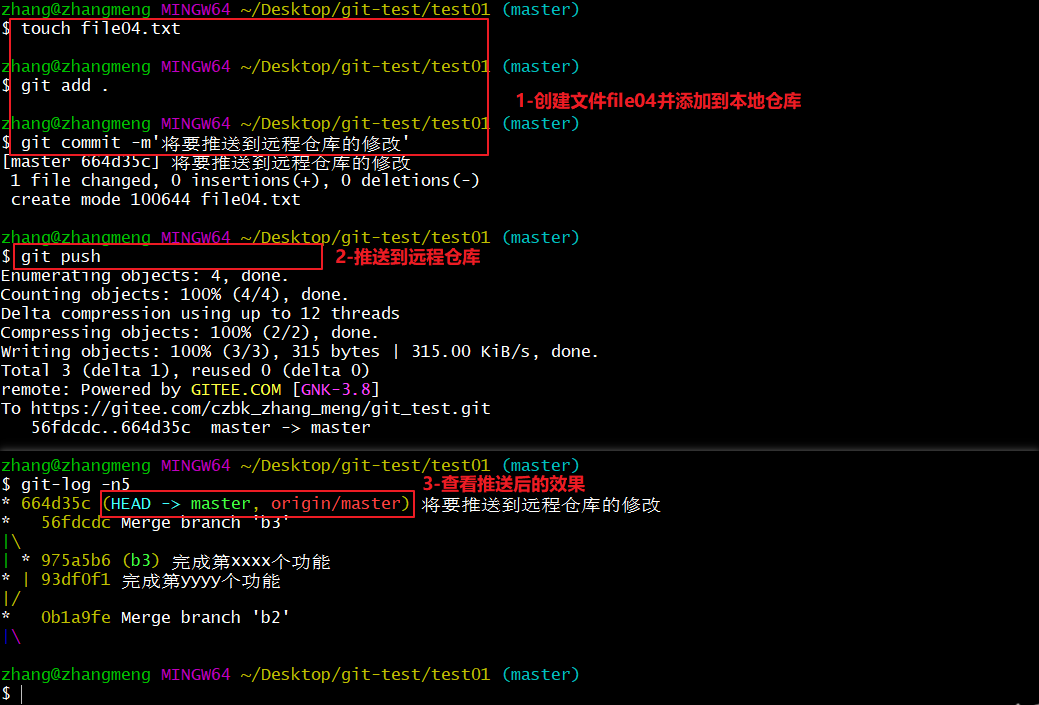 zhang@zhangmeng MINGW64 ~/Desktop/git-test/test01 (master)
$ touch file04.txt
zhang@zhangmeng MINGW64 ~/Desktop/git-test/test01 (master)
$ git add .
1-创建文件file04并添加到本地仓库
zhang@zhangmeng MINGW64 ~/Desktop/git-test/test01 (master)
$ git commit -m'将要推送到远程仓库的修改'
[master 664d35c] 将要推送到远程仓库的修改
 1 file changed, 0 insertions(+), 0 deletions(-)
 create mode 100644 file04.txt
zhang@zhangmeng MINGW64 ~/Desktop/git-test/test01 (master)
$ git push 2-推送到远程仓库
Enumerating objects: 4, done.
Counting objects: 100% (4/4), done.
Delta compression using up to 12 threads
Compressing objects: 100% (2/2), done.
Writing objects: 100% (3/3), 315 bytes | 315.00 KiB/s, done.
Total 3 (delta 1), reused 0 (delta 0)
remote: Powered by GITEE.COM [GNK-3.8]
To https://gitee.com/czbk_zhang_meng/git_test.git
   56fdcdc..664d35c  master -> master
zhang@zhangmeng MINGW64 ~/Desktop/git-test/test01 (master)
$ git-log -n5 3-查看推送后的效果
* 664d35c (HEAD -> master, origin/master) 将要推送到远程仓库的修改
*   56fdcdc Merge branch 'b3'
|\
| * 975a5b6 (b3) 完成第xxxx个功能
* | 93df0f1 完成第yyyy个功能
|/
*   0b1a9fe Merge branch 'b2'
|\
zhang@zhangmeng MINGW64 ~/Desktop/git-test/test01 (master)
$